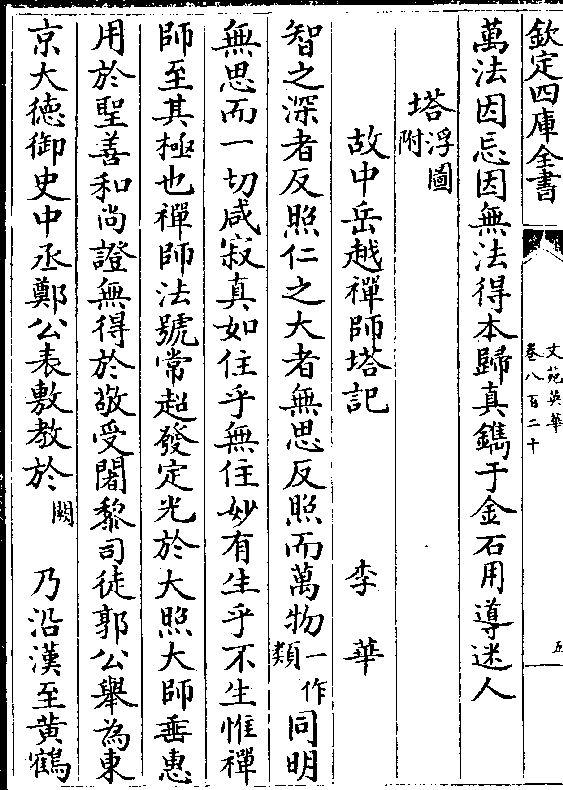 欽定四庫全書
文苑英華
卷八百二十
五
萬法因忘因無法得本歸真鐫于金石用導迷人
塔浮圖附
故中岳越禪師塔記 李華
智之深者反照仁之大者無思反照而萬物一作類同明
無思而一切咸寂真如住乎無住妙有生乎不生惟禪
師至其極也禪師法號常超發定光於大照大師垂惠
用於聖善和尚證無得於敬受闍黎司徒郭公舉為東
京大德御史中丞鄭公表敷教於闕 乃沿漢至黄鶴